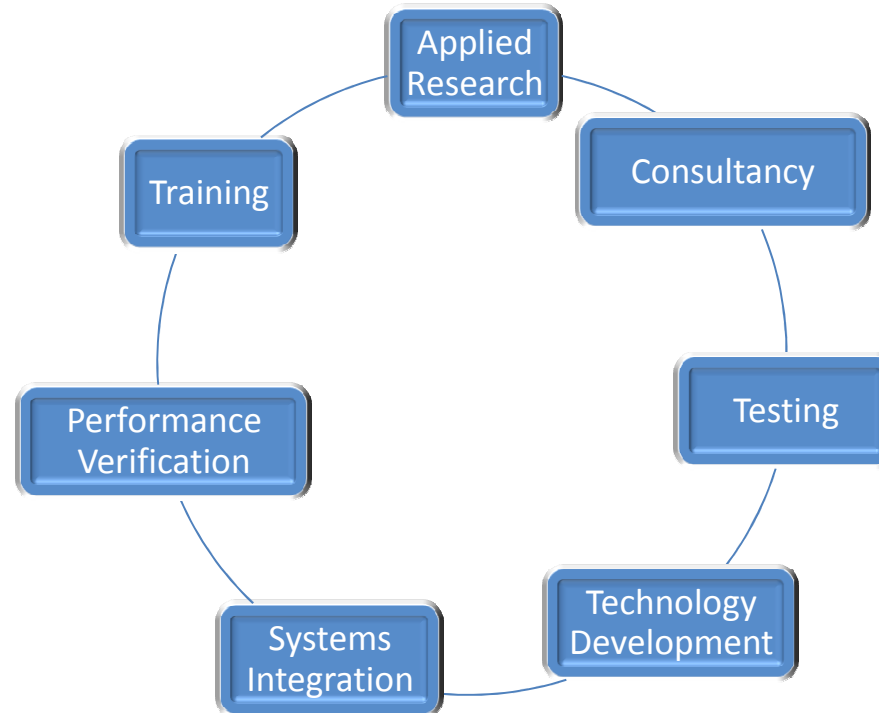 Applied
Research
Consultancy
Testing
Technology
Development
Systems
Integration
Performance
Verification
Training